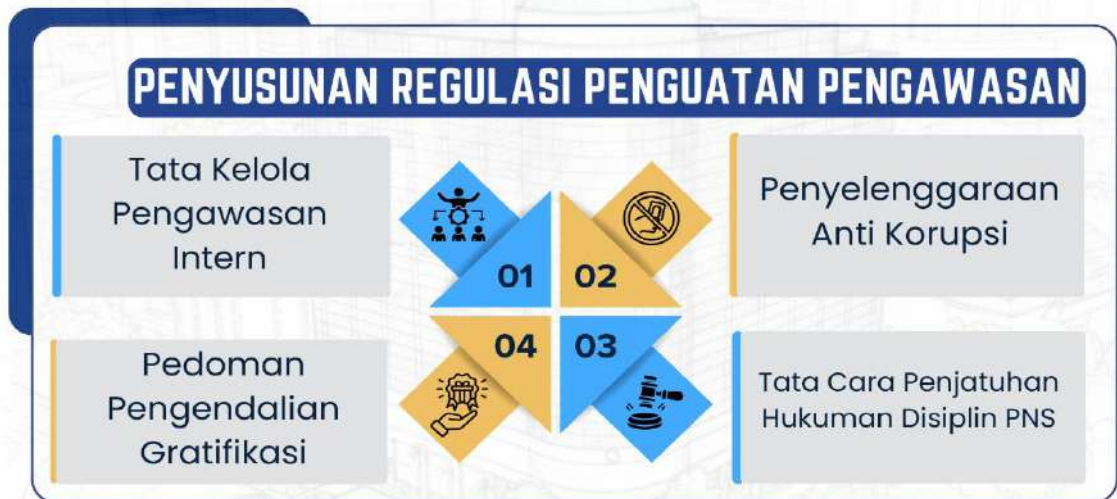 PENYUSUNAN REGULASI PENGUATAN PENGAWASAN
Tata Kelola
Pengawasan
Intern
01
02
Penyelenggaraan
Anti Korupsi
Pedoman
Pengendalian
Gratifikasi
04
03
Tata Cara Penjatuhan
Hukuman Disiplin PNS